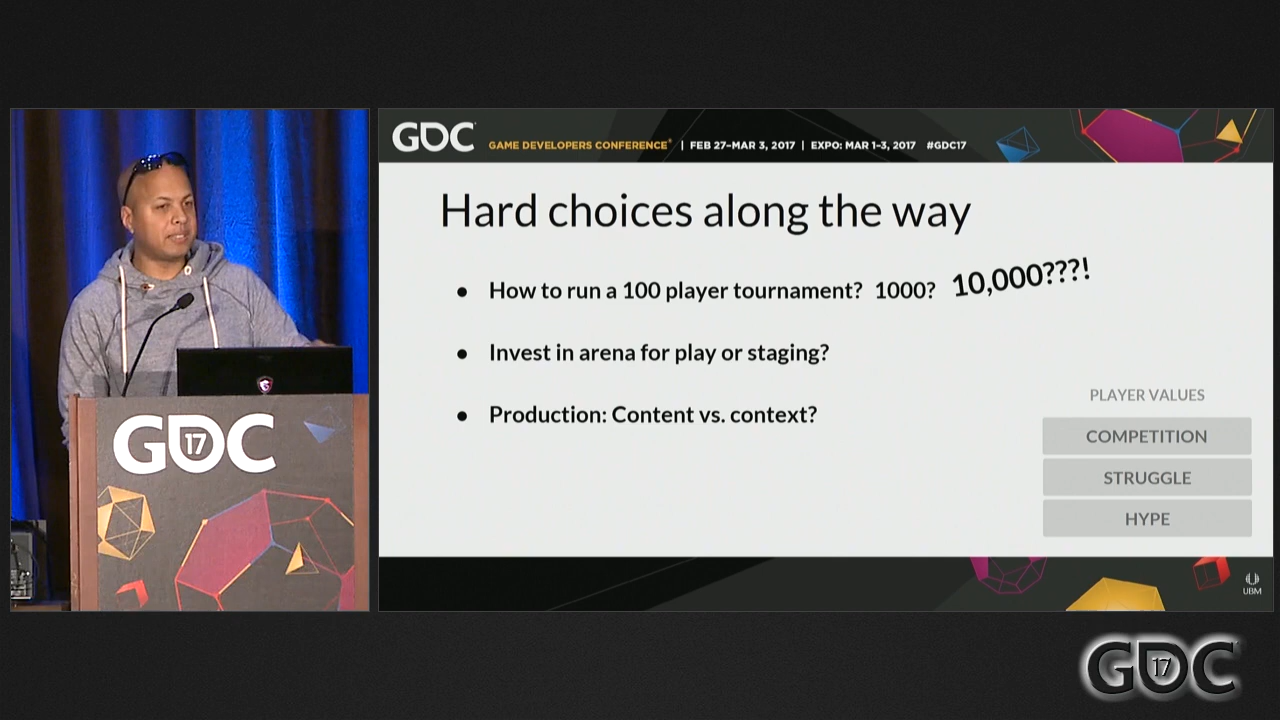 GDC
GAME DEVELOPERS CONFERENCE® | FEB 27–MAR 3, 2017 | EXPO: MAR 1–3, 2017 #GDC17
Hard choices along the way
● How to run a 100 player tournament? 1000? 10,000???!
● Invest in arena for play or staging?
● Production: Content vs. context?
PLAYER VALUES
COMPETITION
STRUGGLE
HYPE
UBM
GDC
17
GDC
17